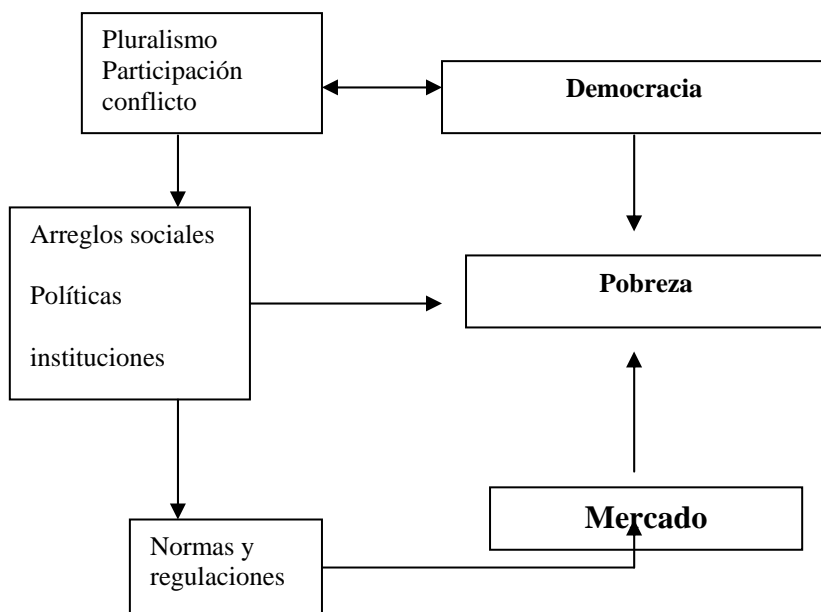 Pluralismo
Participación
conflicto
Democracia
Arreglos sociales
Políticas
instituciones
Pobreza
Mercado
Normas y
regulaciones